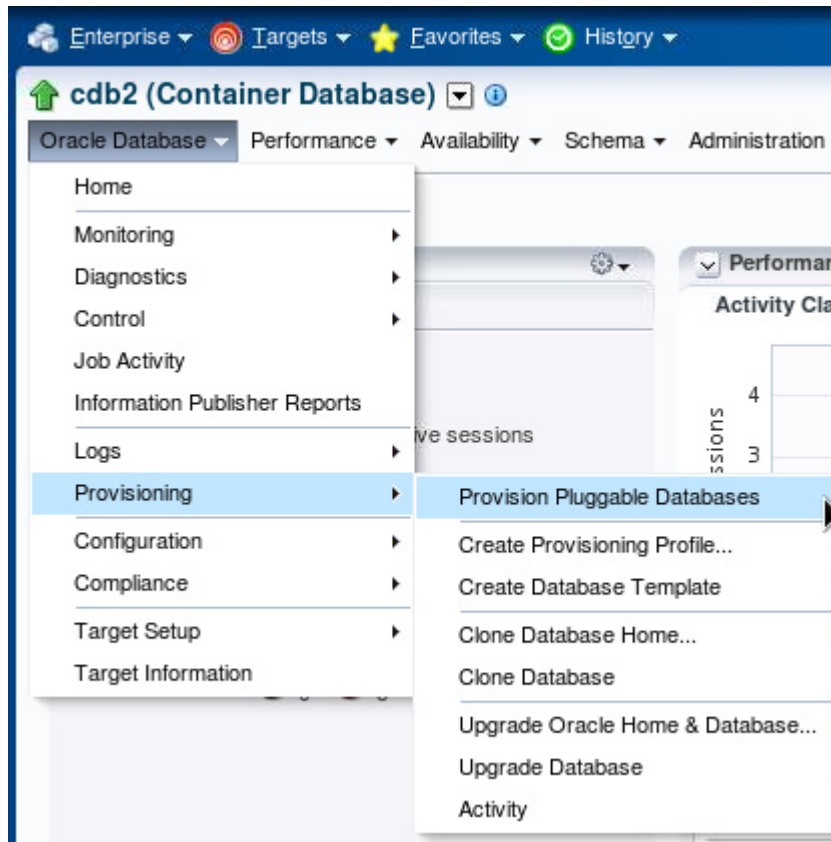 Enterprise Targets Favorites History
cdb2 (Container Database)
Oracle Database Performance Availability Schema Administration
Home
Monitoring
Diagnostics
Control
Job Activity
Information Publisher Reports
Logs
Provisioning
Configuration
Compliance
Target Setup
Target Information
ve sessions
Provision Pluggable Databases
Create Provisioning Profile...
Create Database Template
Clone Database Home...
Clone Database
Upgrade Oracle Home & Database...
Upgrade Database
Activity
Performan
Activity Cla
4
3
ssions